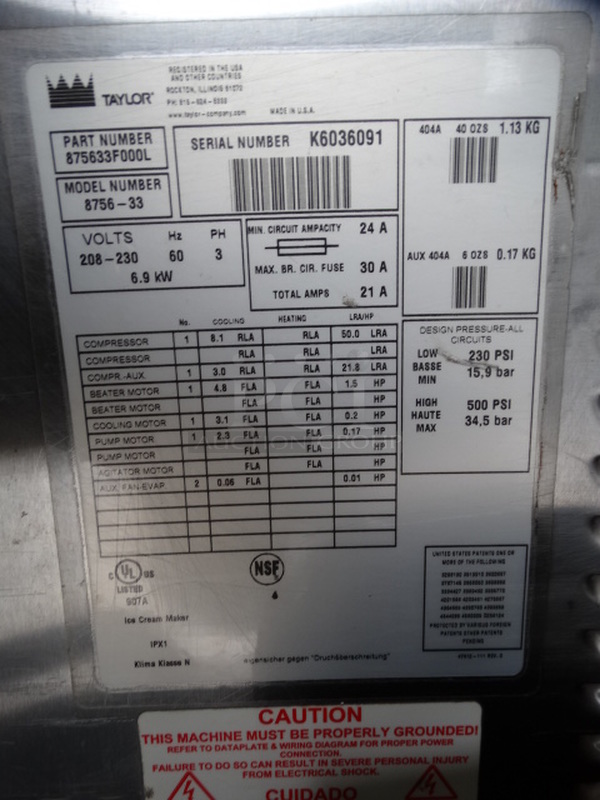 TAYLOR
REGISTERED IN THE USA
AND OTHER COUNTRIES
ROCKTON, ILLINOIS 61072
www.taylor-company.com
MADE IN U.S.A.
PART NUMBER
875633F000L
MODEL NUMBER
8756-33
SERIAL NUMBER K6036091
404A 40 OZS 1.13 KG
AUX 404A 6 OZS 0.17 KG
VOLTS Hz PH
208-230 60 3
6.9 kW
MIN. CIRCUIT AMPACITY 24 A
MAX. BR. CIR. FUSE 30 A
TOTAL AMPS 21 A
No. COOLING HEATING LRA/HP
COMPRESSOR 1 8.1 RLA RLA 50.0 LRA
COMPRESSOR RLA RLA LRA
COMPR.-AUX. 1 3.0 RLA RLA 21.8 LRA
BEATER MOTOR 1 4.8 FLA FLA 1.5 HP
BEATER MOTOR FLA FLA HP
COOLING MOTOR 1 3.1 FLA FLA 0.2 HP
PUMP MOTOR 1 2.3 FLA FLA 0.17 HP
PUMP MOTOR FLA FLA HP
AGITATOR MOTOR FLA FLA HP
AUX. FAN-EVAP. 2 0.06 FLA 0.01 HP
DESIGN PRESSURE-ALL
CIRCUITS
LOW 230 PSI
BASSE 15,9 bar
MIN
HIGH 500 PSI
HAUTE 34,5 bar
MAX
C UL US
LISTED
907A
NSF
Ice Cream Maker
IPX1
Klima Klasse N
eigensicher gegen "Druckőberschreitung"
UNITED STATES PATENTS ONE OR
MORE OF THE FOLLOWING
PROTECTED BY VARIOUS FOREIGN
PATENTS OTHER PATENTS
PENDING
CAUTION
THIS MACHINE MUST BE PROPERLY GROUNDED!
REFER TO DATAPLATE & WIRING DIAGRAM FOR PROPER POWER
CONNECTION.
FAILURE TO DO SO CAN RESULT IN SEVERE PERSONAL INJURY
FROM ELECTRICAL SHOCK.
CUIDADO